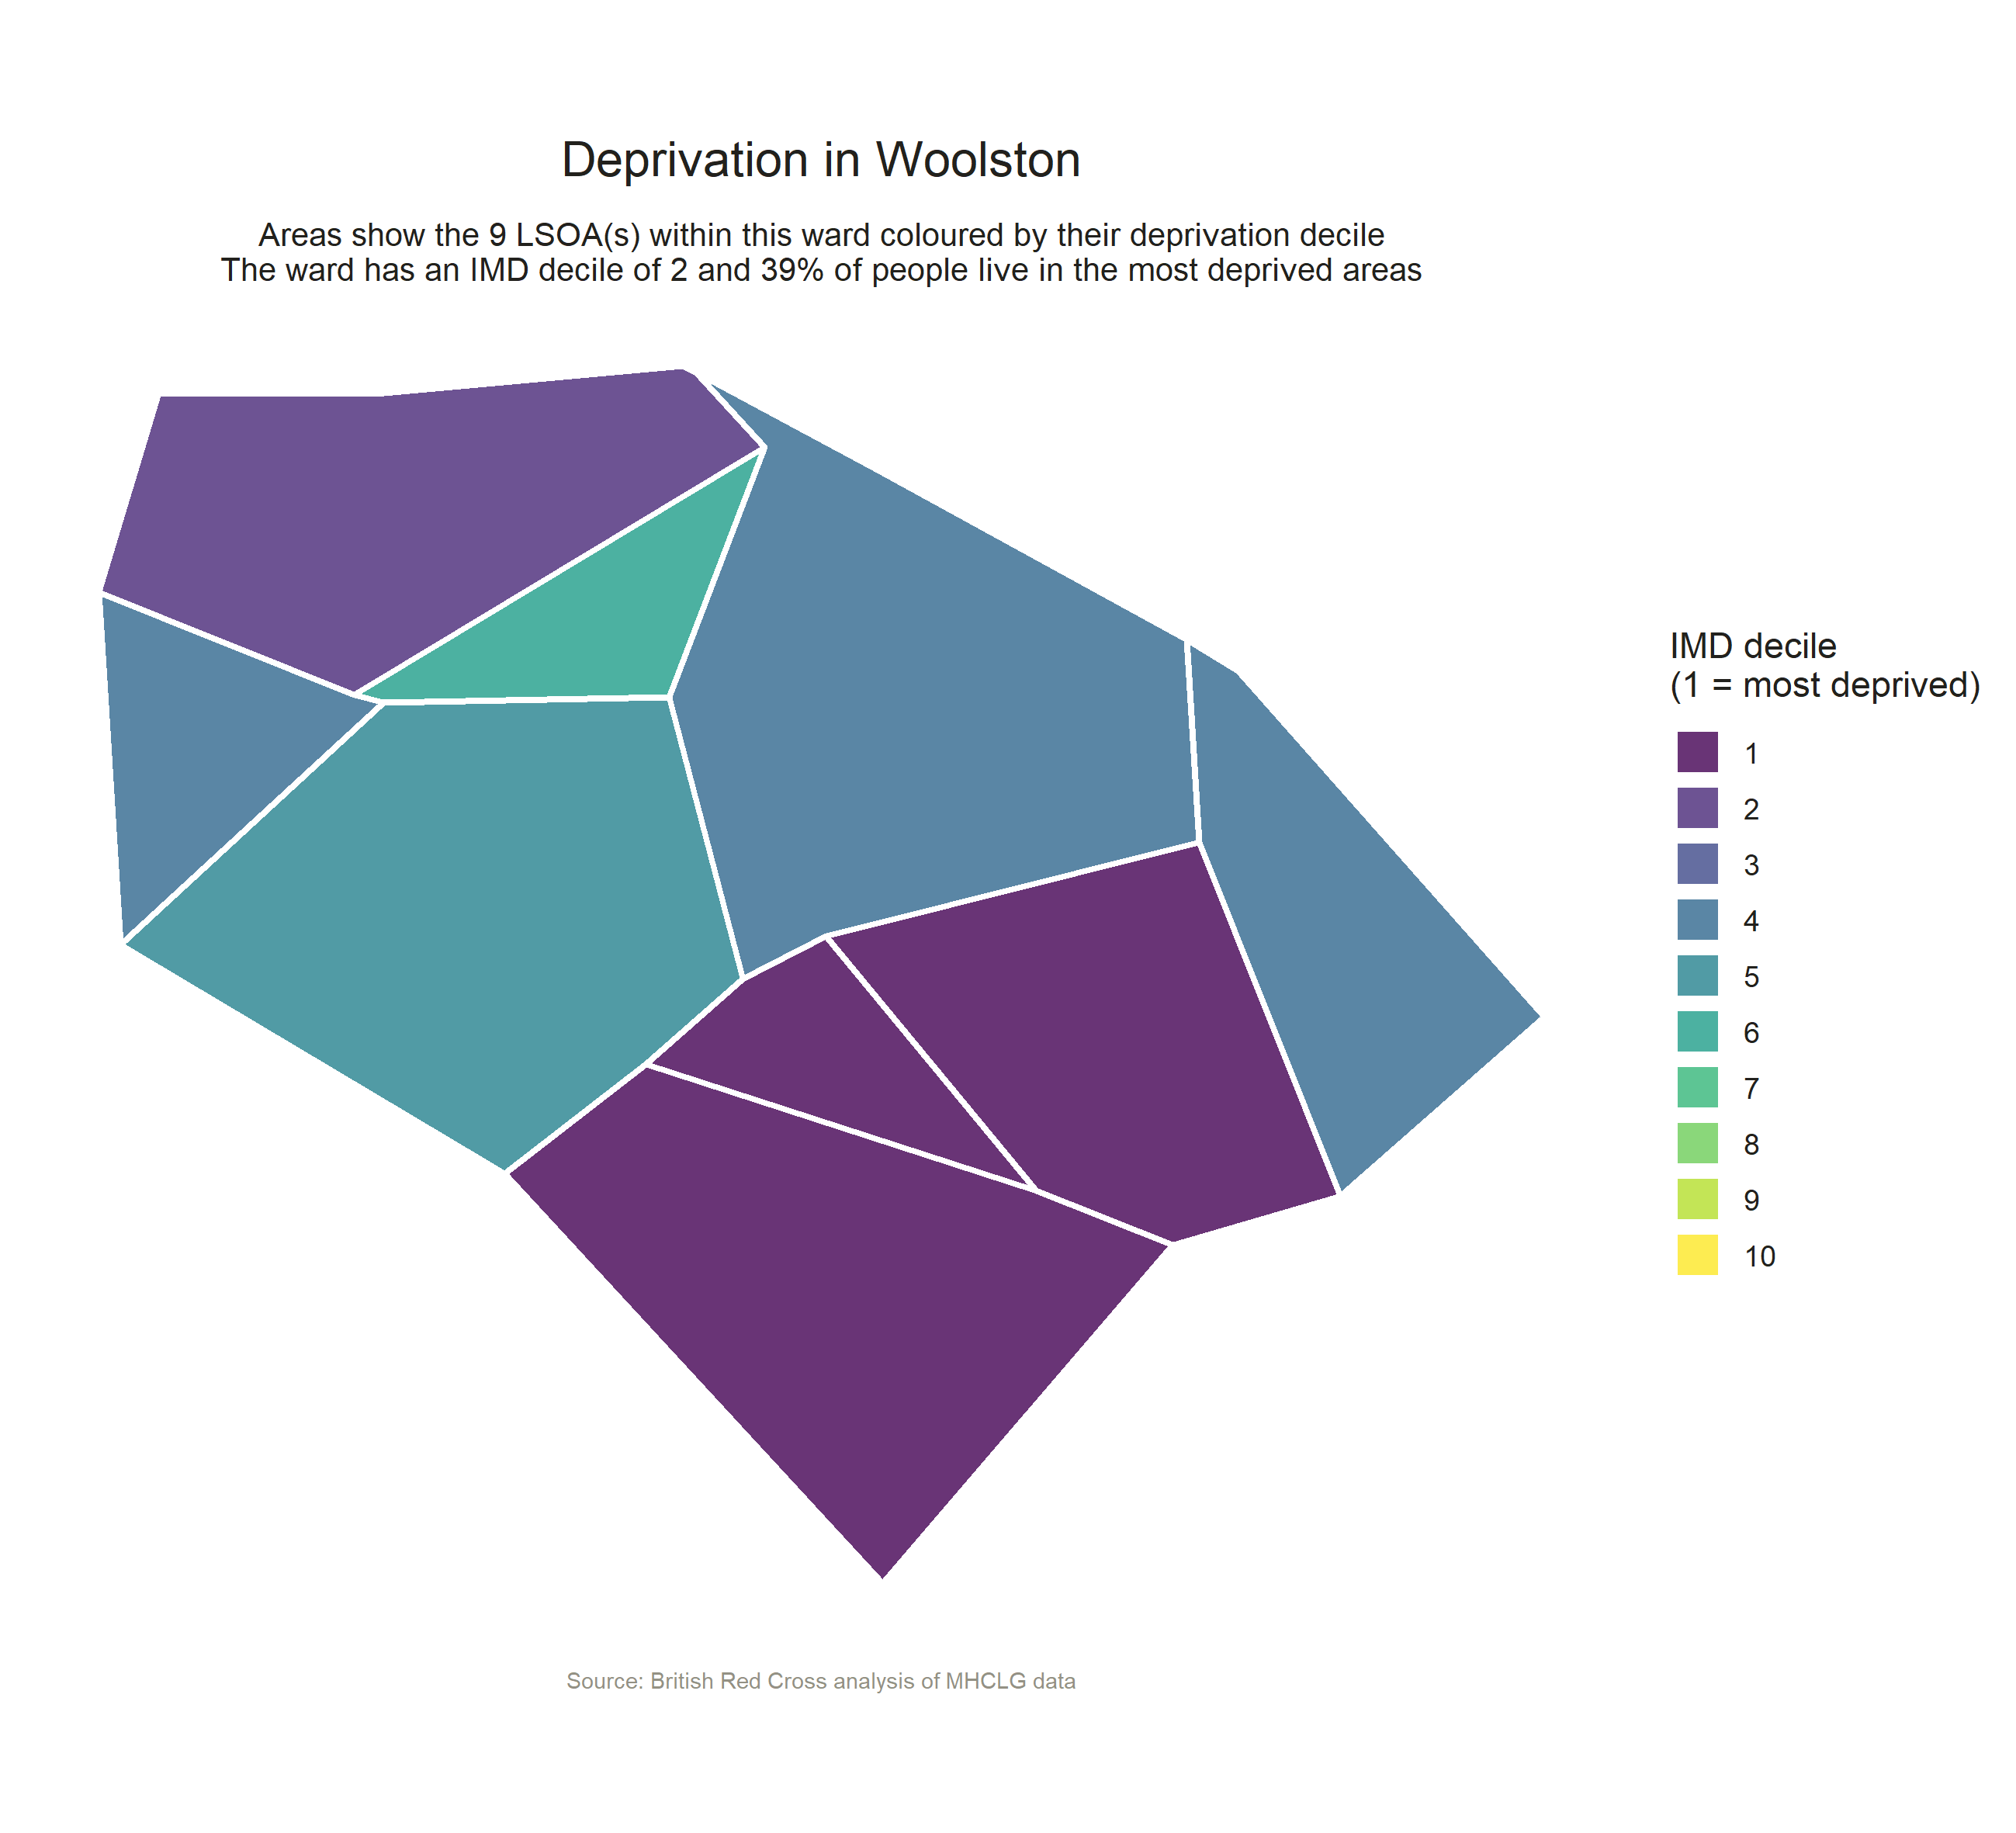 Deprivation in Woolston
Areas show the 9 LSOA(s) within this ward coloured by their deprivation decile
The ward has an IMD decile of 2 and 39% of people live in the most deprived areas
IMD decile
(1 = most deprived)
1
2
3
4
5
6
7
8
9
10
Source: British Red Cross analysis of MHCLG data